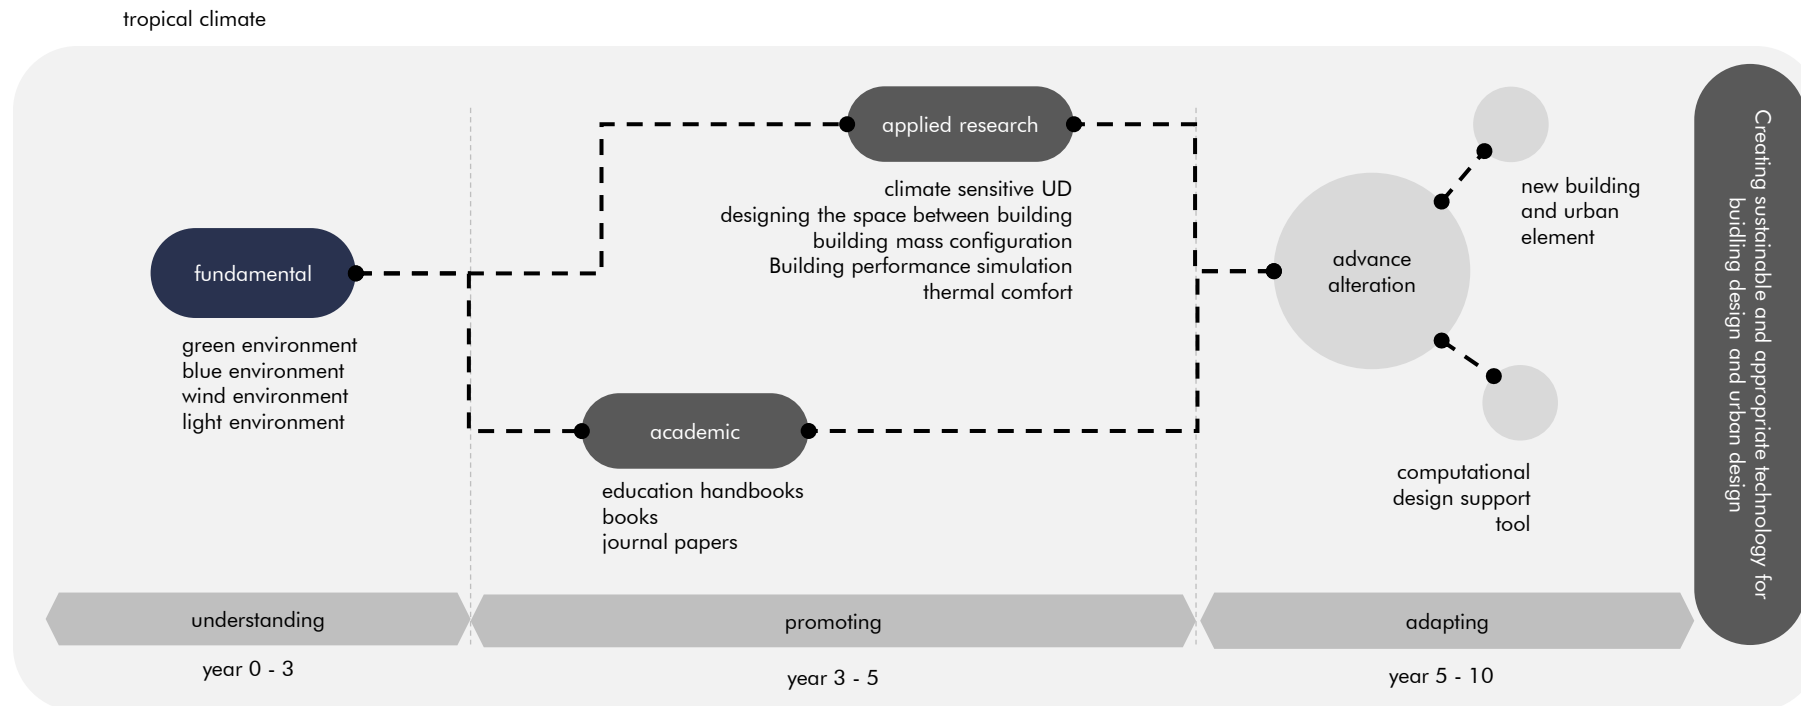 tropical climate
fundamental
green environment
blue environment
wind environment
light environment
applied research
climate sensitive UD
designing the space between building
building mass configuration
Building performance simulation
thermal comfort
academic
education handbooks
books
journal papers
advance
alteration
new building
and urban
element
computational
design support
tool
Creating sustainable and appropriate technology for
buidling design and urban design
understanding
promoting
adapting
year 0 - 3
year 3 - 5
year 5 - 10